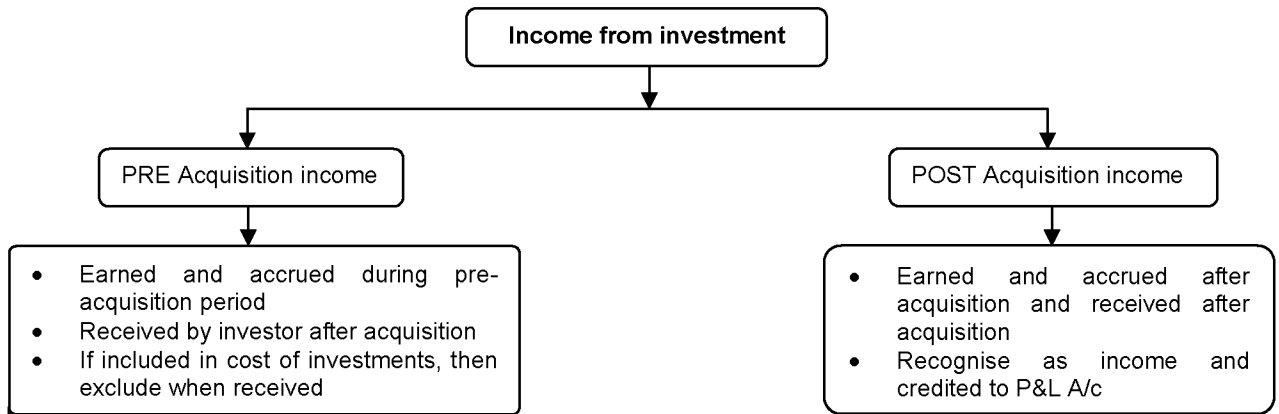 Income from investment
PRE Acquisition income
POST Acquisition income
• Earned and accrued during pre-
acquisition period
• Received by investor after acquisition
• If included in cost of investments, then
exclude when received
• Earned and accrued after
acquisition and received after
acquisition
• Recognise as income and
credited to P&L A/c